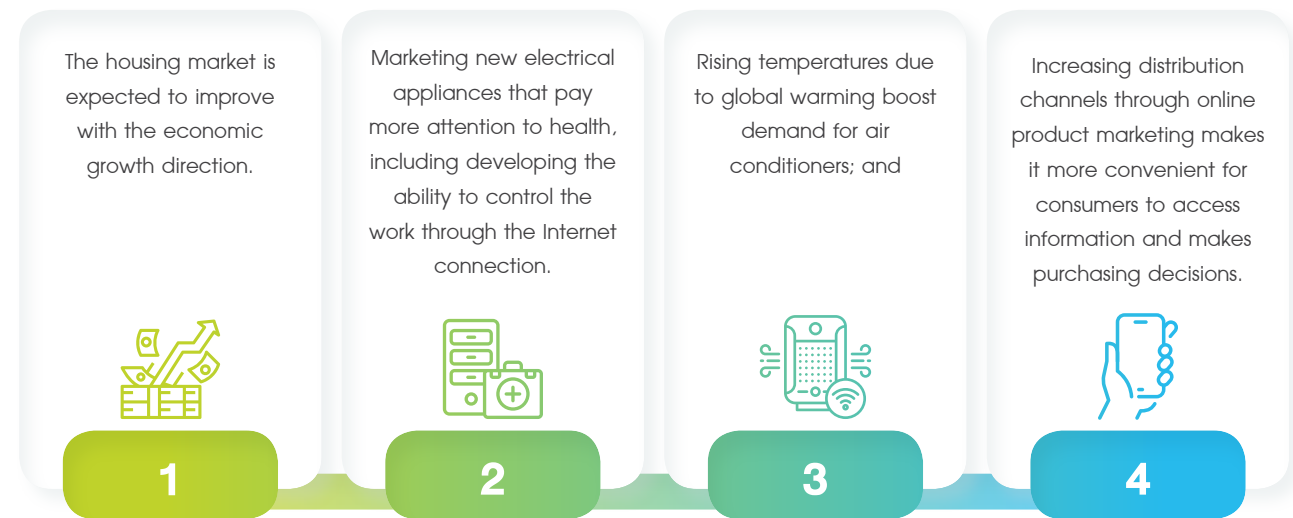 The housing market is
expected to improve
with the economic
growth direction.
1
Marketing new electrical
appliances that pay
more attention to health,
including developing the
ability to control the
work through the Internet
connection.
2
Rising temperatures due
to global warming boost
demand for air
conditioners; and
3
Increasing distribution
channels through online
product marketing makes
it more convenient for
consumers to access
information and makes
purchasing decisions.
4